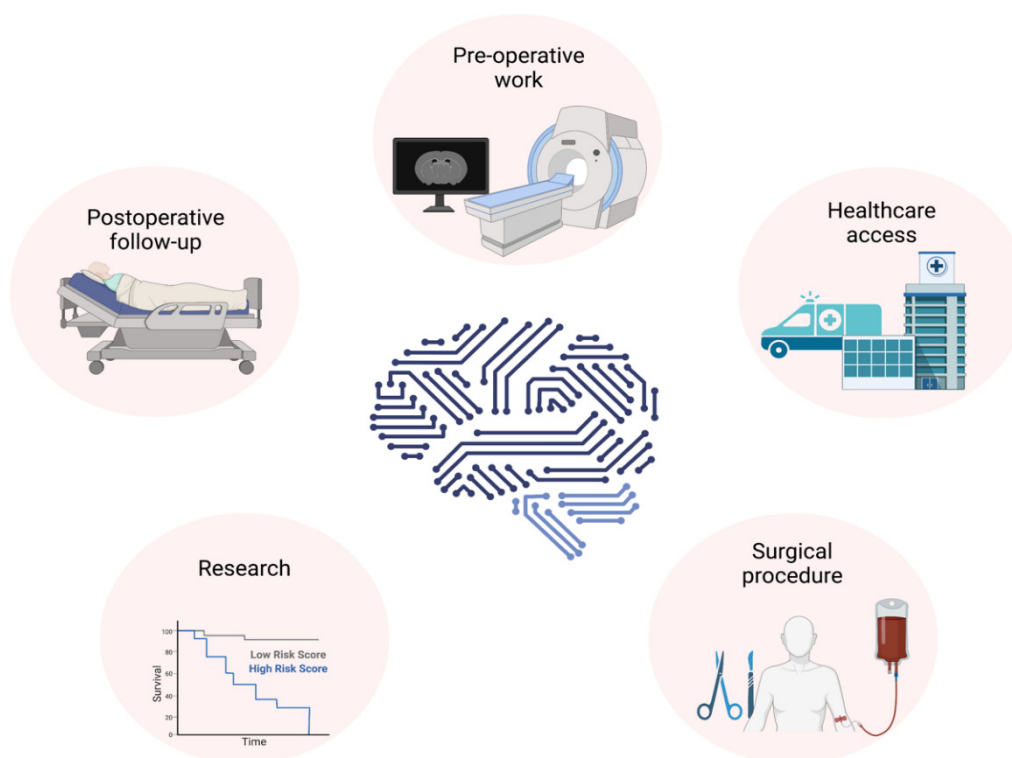 Pre-operative
work
Postoperative
follow-up
Healthcare
access
Research
100
80
60
40
20
0
Survival
Low Risk Score
High Risk Score
Time
Surgical
procedure